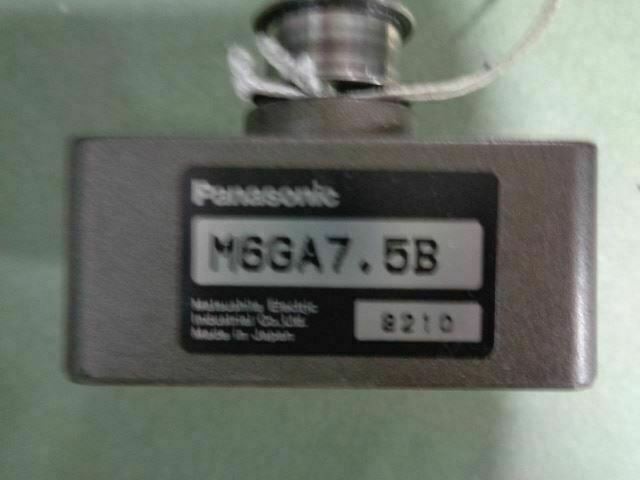 Panasonic
M6GA7.5B
Matsushita Electric
Industrial Co., Ltd.
Made in Japan
9210